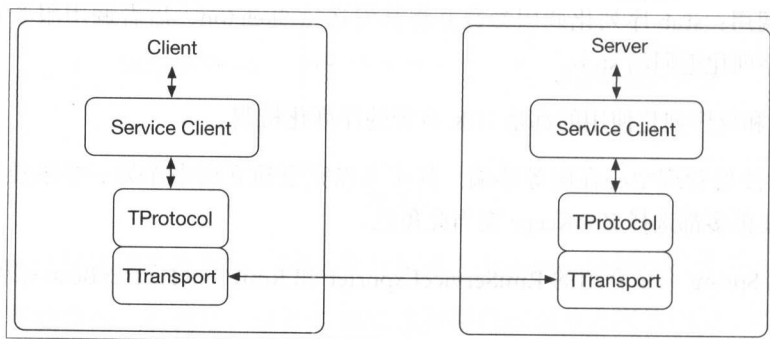 Client
Service Client
TProtocol
TTransport
Server
Service Client
TProtocol
TTransport